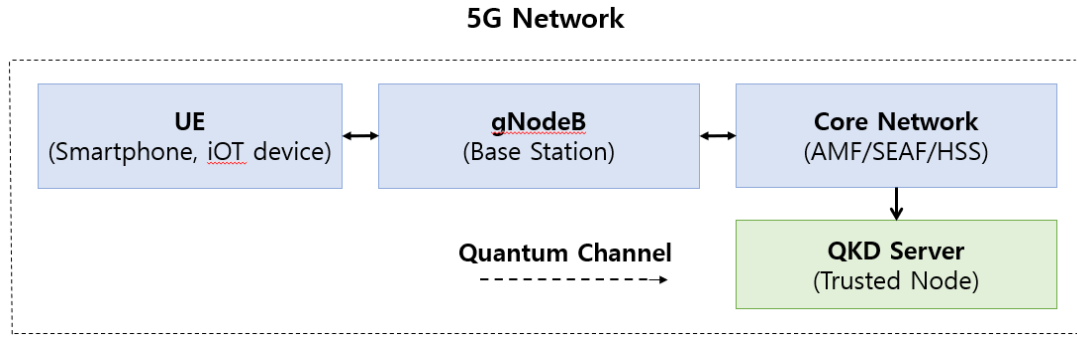 5G Network
UE
(Smartphone, iOT device)
gNodeB
(Base Station)
Core Network
(AMF/SEAF/HSS)
Quantum Channel
QKD Server
(Trusted Node)